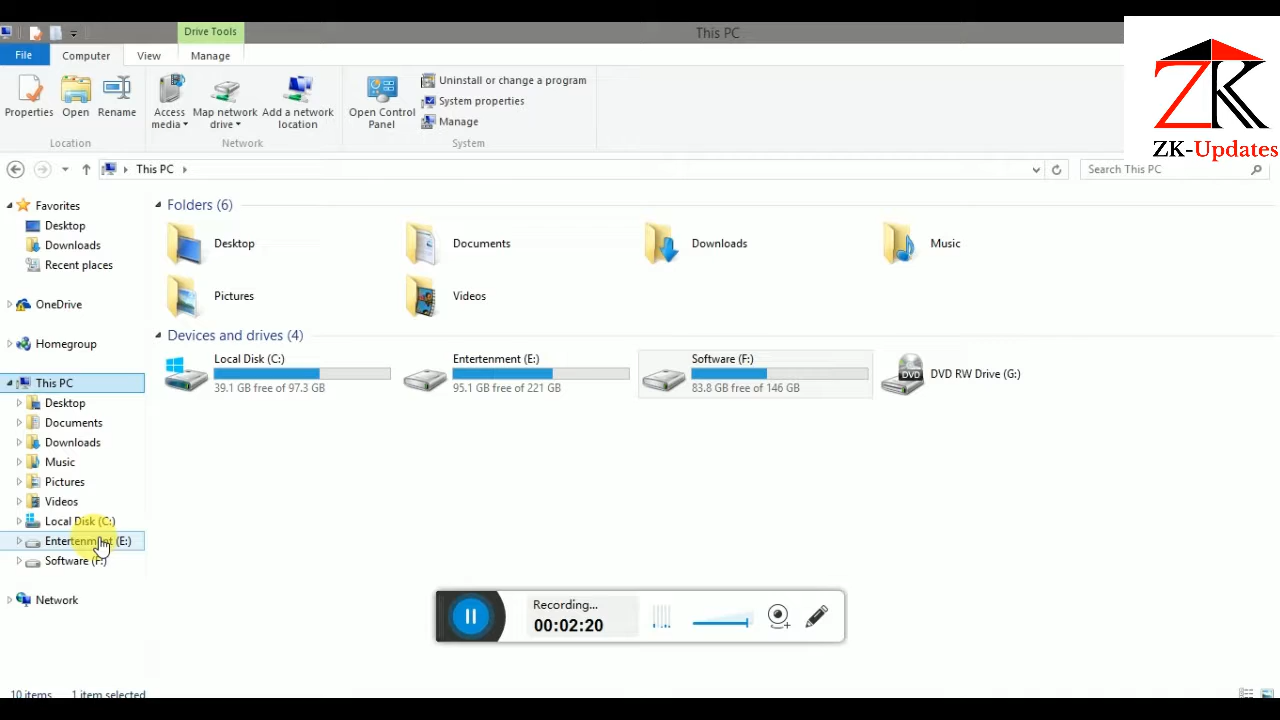 Drive Tools
This PC
File
Computer
View
Manage
Properties
Open
Rename
Access media
Map network drive
Add a network location
Open Control Panel
Uninstall or change a program
System properties
Manage
Location
Network
System
ZK
ZK-Updates
This PC
Search This PC
Favorites
Desktop
Downloads
Recent places
OneDrive
Homegroup
This PC
Desktop
Documents
Downloads
Music
Pictures
Videos
Local Disk (C:)
Entertenment (E:)
Software (F:)
Network
Folders (6)
Desktop
Documents
Downloads
Music
Pictures
Videos
Devices and drives (4)
Local Disk (C:)
39.1 GB free of 97.3 GB
Entertenment (E:)
95.1 GB free of 221 GB
Software (F:)
83.8 GB free of 146 GB
DVD
DVD RW Drive (G:)
Recording...
00:02:20
10 items 1 item selected